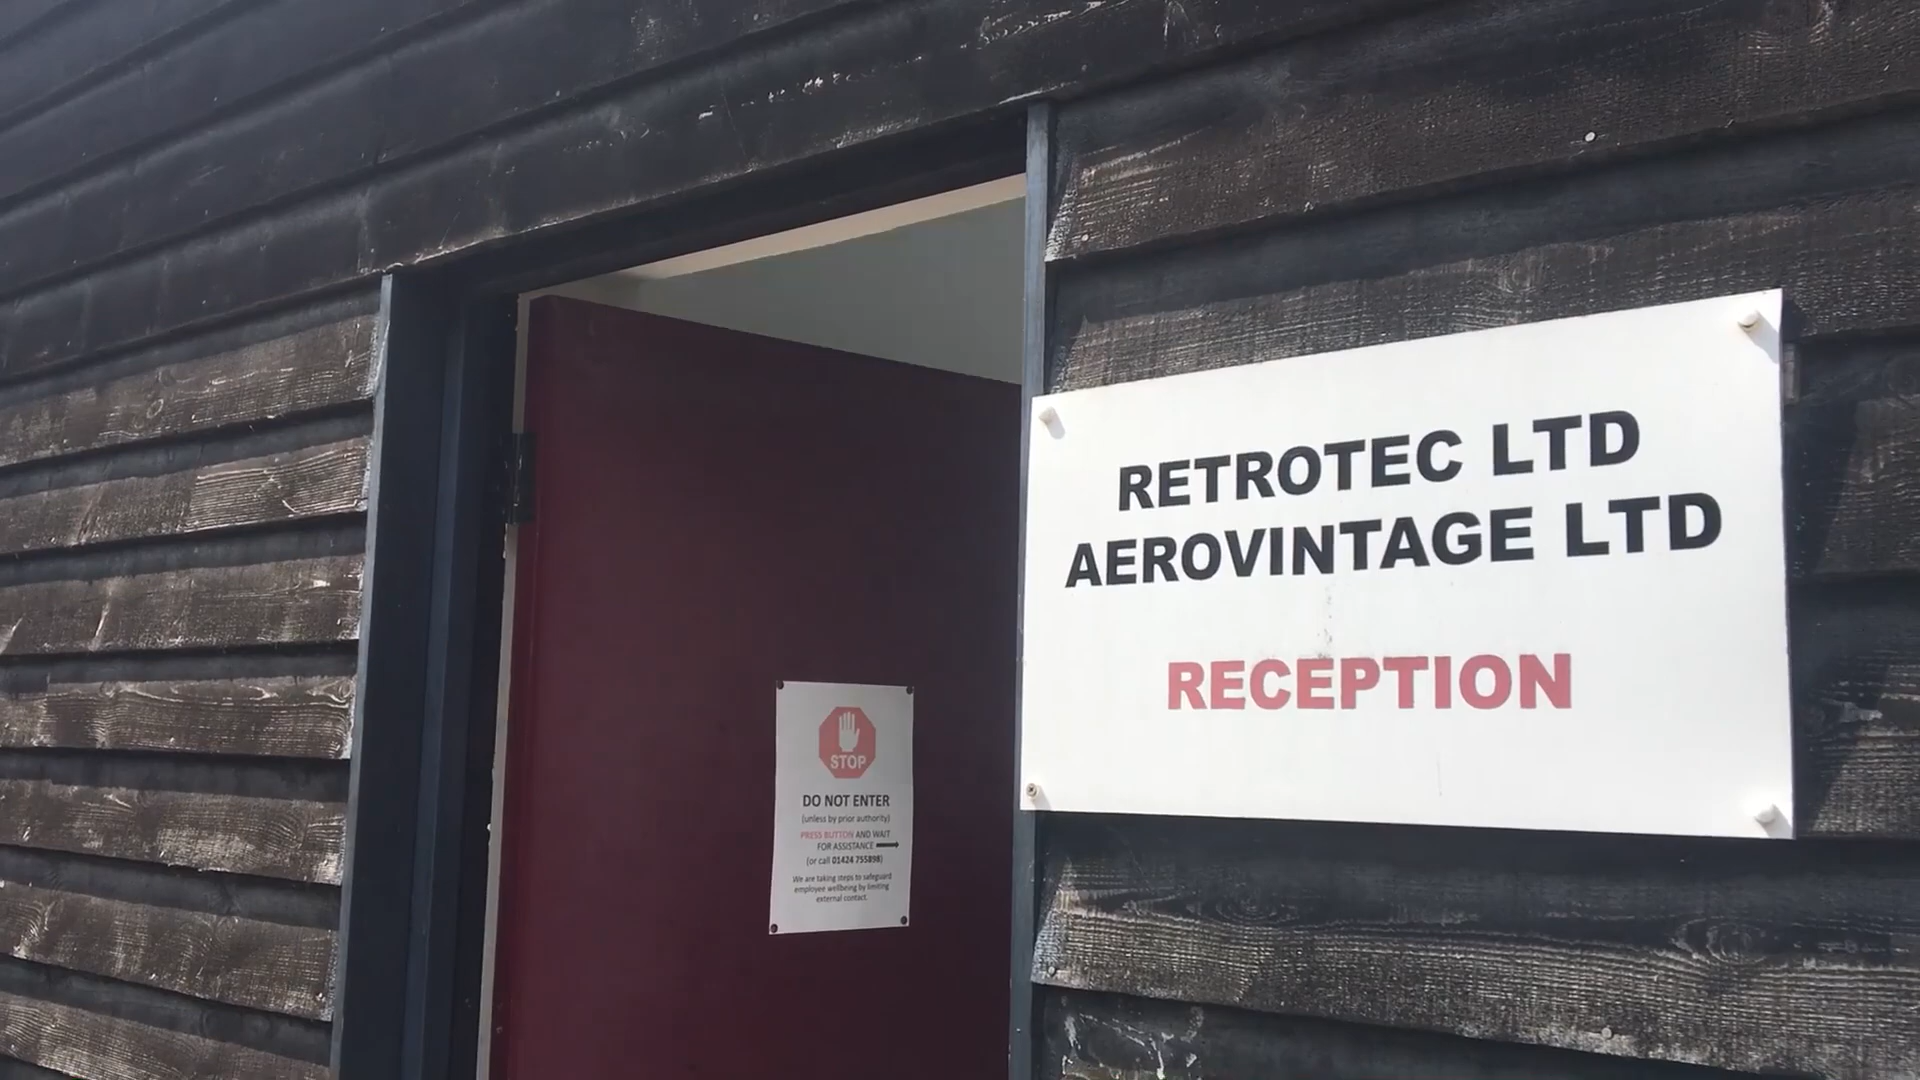 RETROTEC LTD
AEROVINTAGE LTD
RECEPTION
STOP
DO NOT ENTER
(unless by prior authority)
PRESS BUTTON AND WAIT
FOR ASSISTANCE
(or call 01424 755898)
We are taking steps to safeguard
employee wellbeing by limiting
external contact.